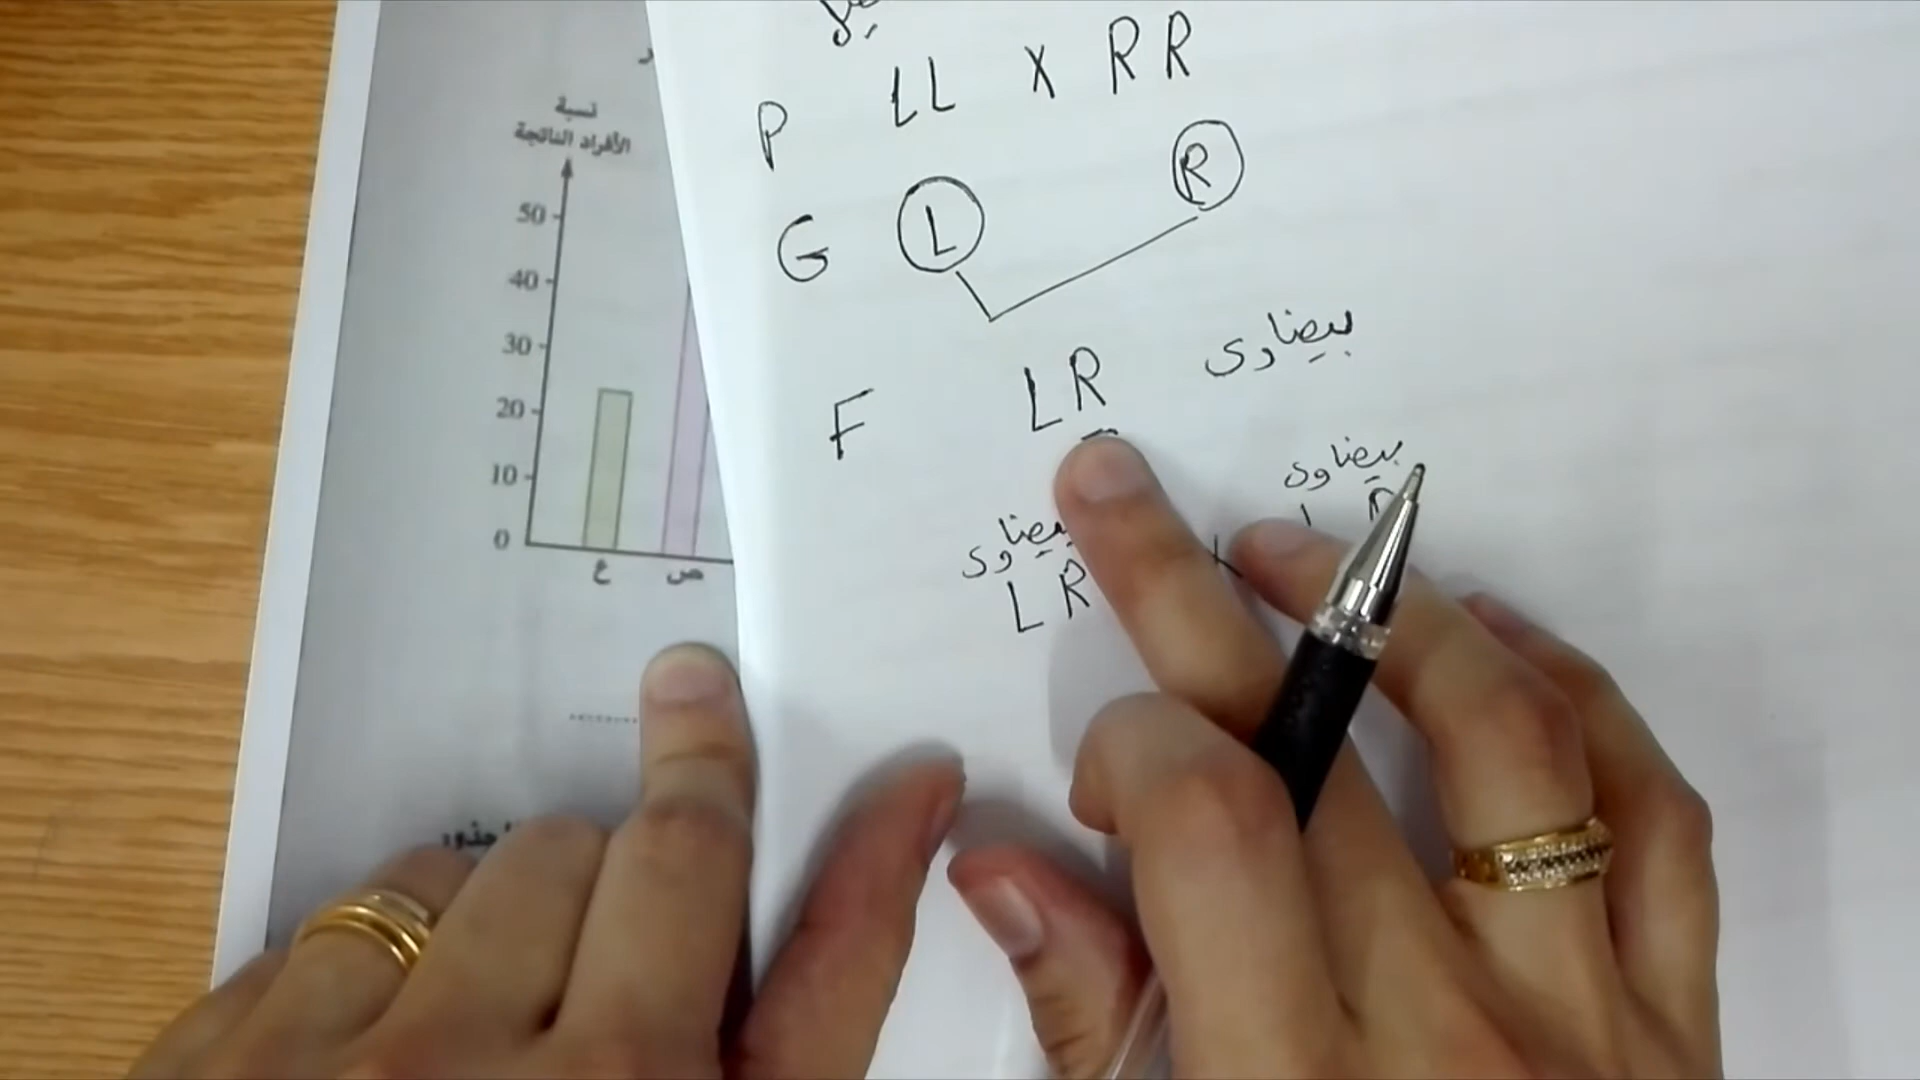 P LL X RR
G L R
F LR بيضاوى
بيضاوى
بيضاوى
LR X
نسبة
الأفراد الناتجة
50
40
30
20
10
0
ع ص